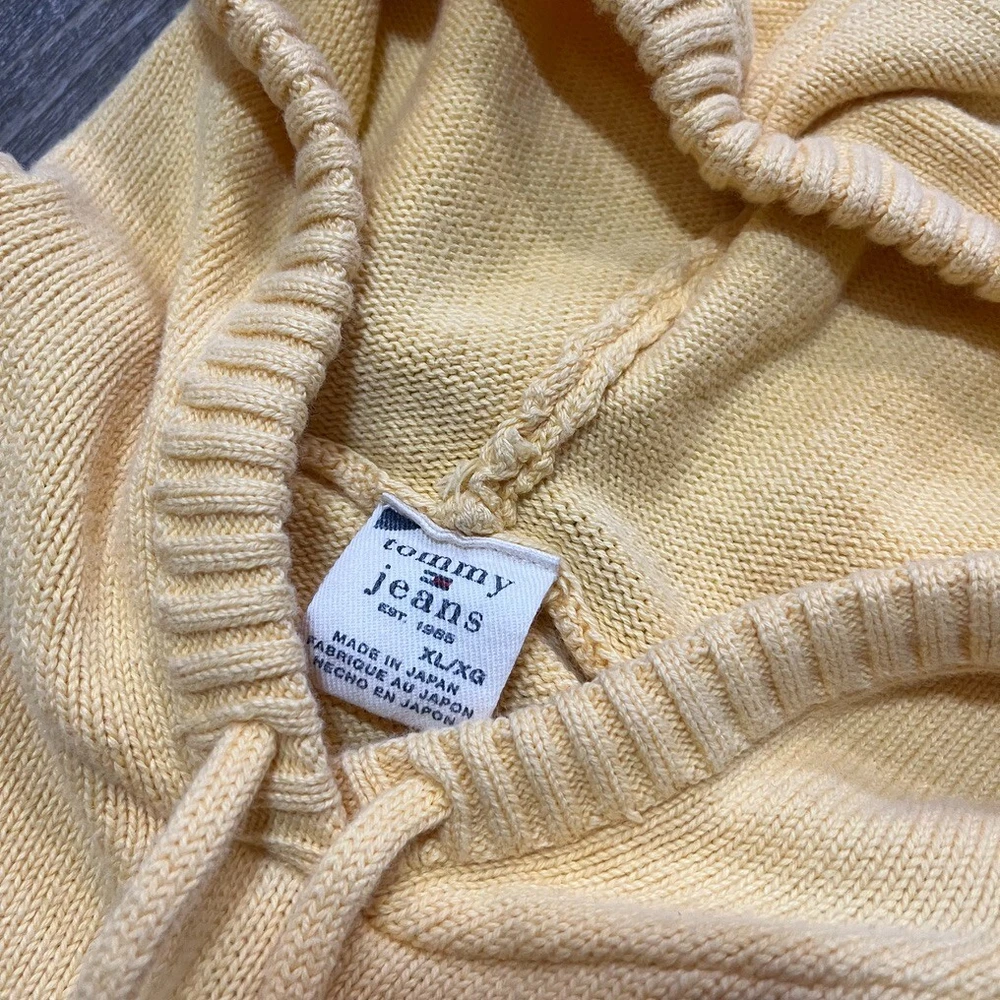 tommy
jeans
EST. 1985
XL/XG
MADE IN JAPAN
FABRIQUE AU JAPON
HECHO EN JAPON